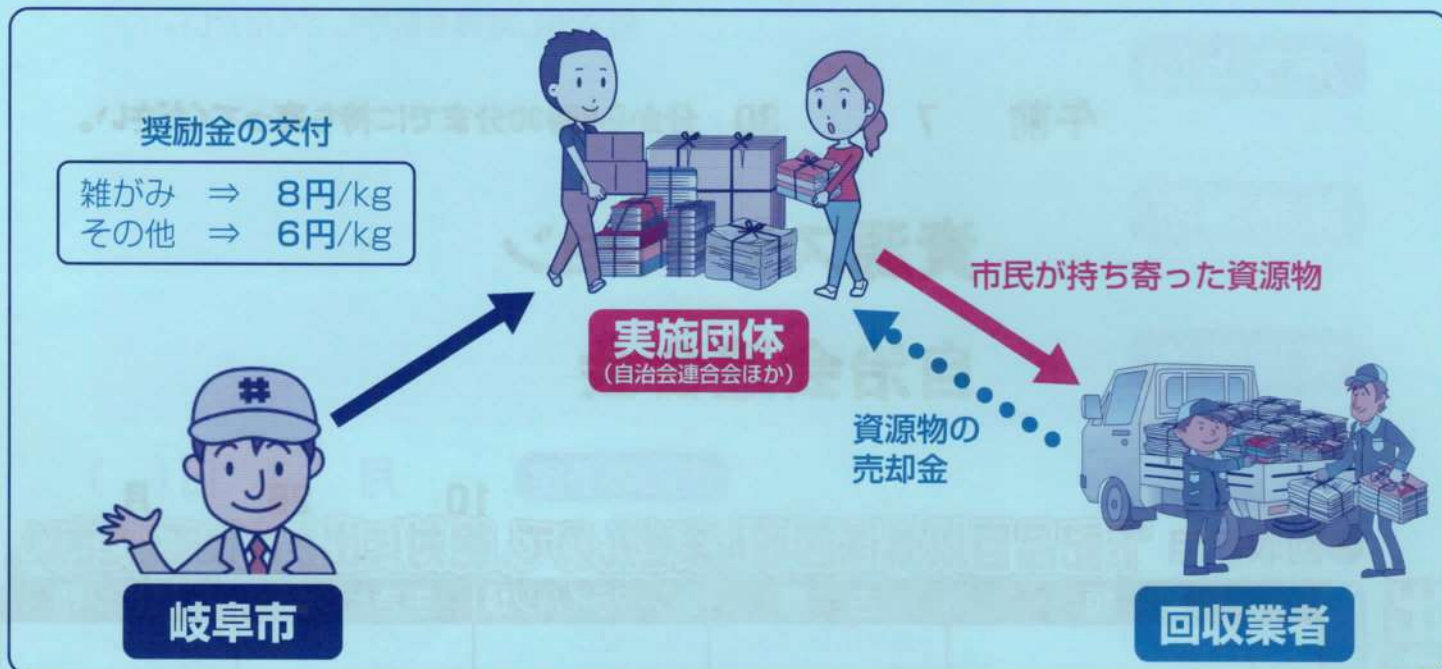 奨励金の交付
雑がみ ⇒ 8円/kg
その他 ⇒ 6円/kg
実施団体
(自治会連合会ほか)
市民が持ち寄った資源物
資源物の
売却金
岐阜市
回収業者